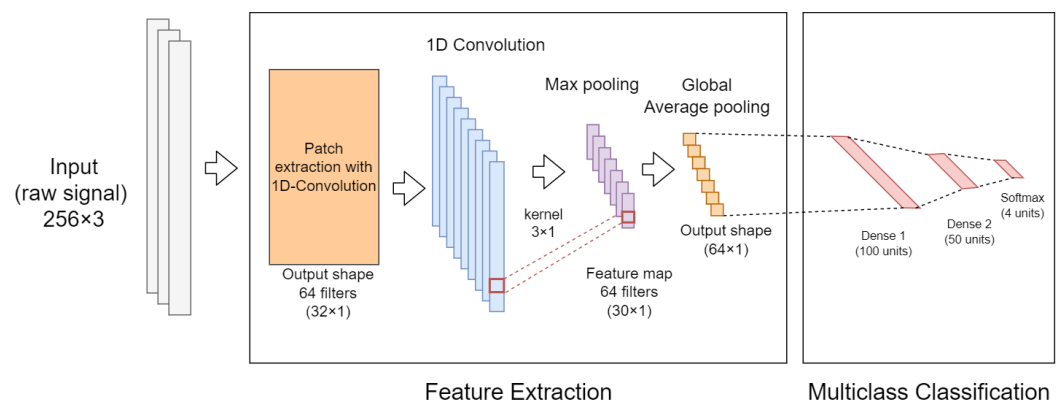 Input
(raw signal)
256×3
Patch
extraction with
1D-Convolution
Output shape
64 filters
(32×1)
1D Convolution
kernel
3×1
Max pooling
Feature map
64 filters
(30×1)
Global
Average pooling
Output shape
(64×1)
Dense 1
(100 units)
Dense 2
(50 units)
Softmax
(4 units)
Feature Extraction
Multiclass Classification